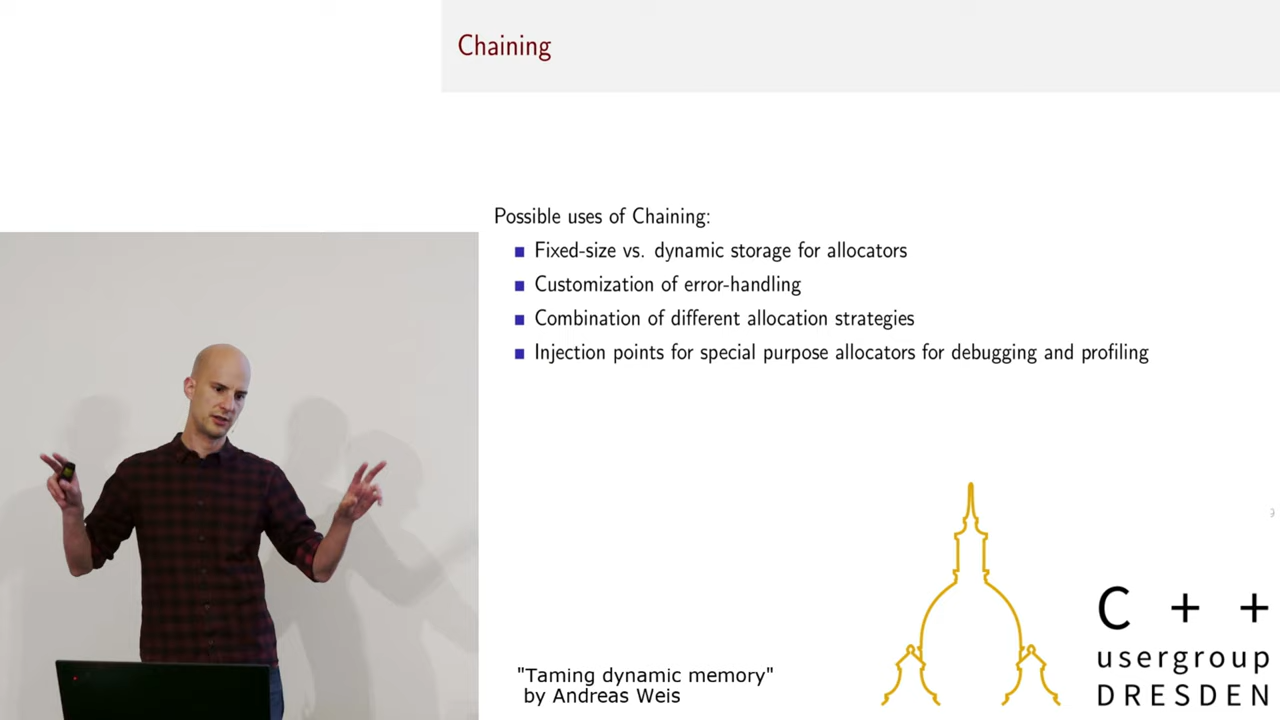 Chaining
Possible uses of Chaining:
Fixed-size vs. dynamic storage for allocators
Customization of error-handling
Combination of different allocation strategies
Injection points for special purpose allocators for debugging and profiling
9
"Taming dynamic memory"
by Andreas Weis
C + +
usergroup
DRESDEN